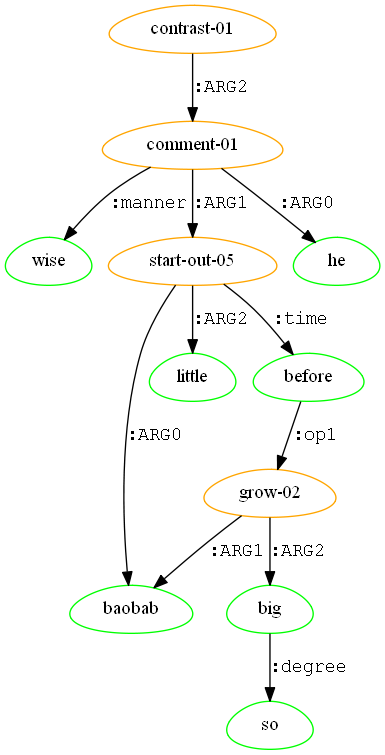 contrast-01
:ARG2
comment-01
:manner :ARG1 :ARG0
wise start-out-05 he
:ARG2 :time
little before
:ARG0 :op1
grow-02
:ARG1 :ARG2
baobab big
:degree
so